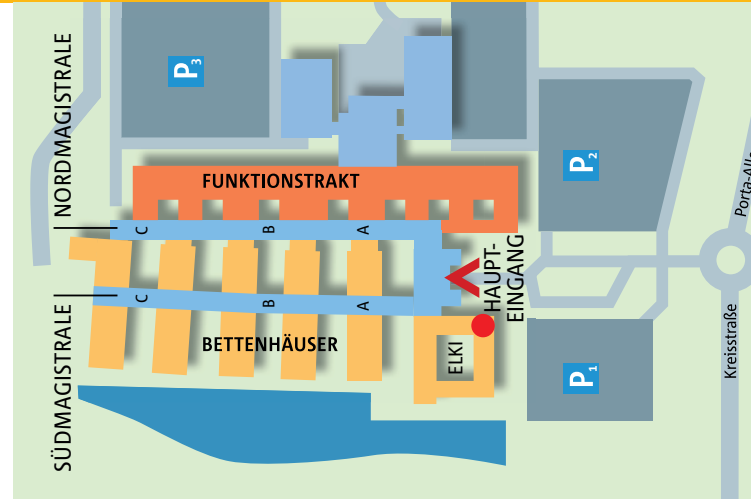 NORDMAGISTRALE
SÜDMAGISTRALE
P3
FUNKTIONSTRAKT
C
B
A
C
B
A
BETTENHÄUSER
ELKI
HAUPT-
EINGANG
P2
P1
Porta-Alle
Kreisstraße